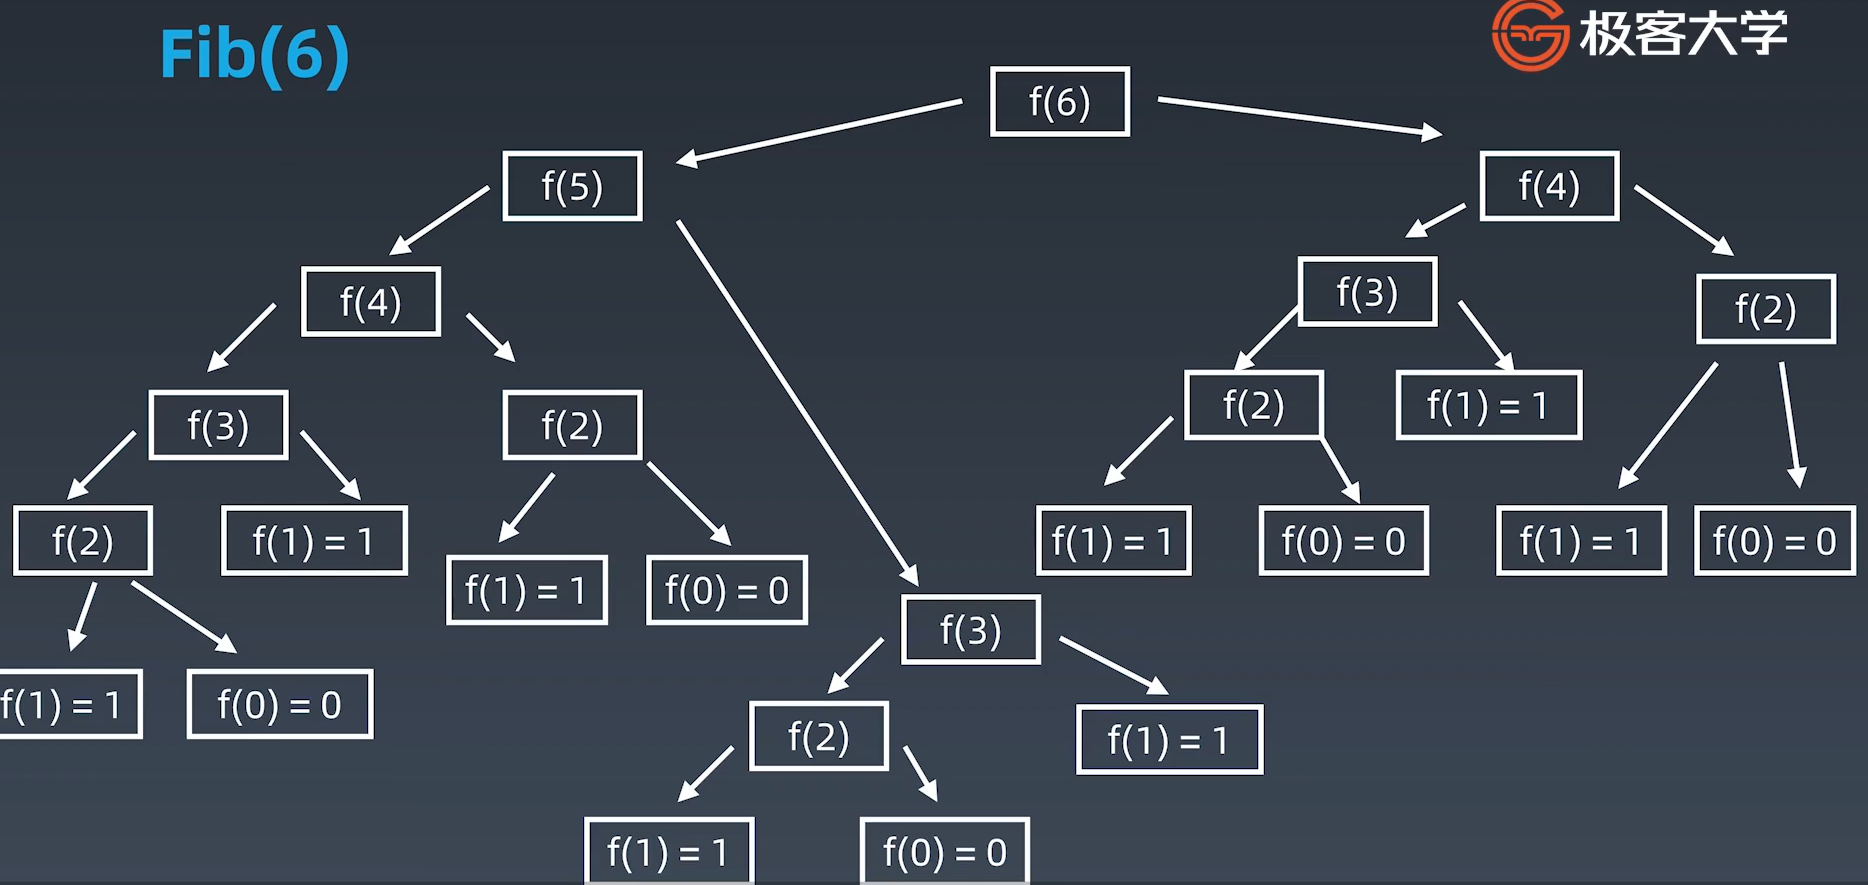 Fib(6)
极客大学
f(6)
f(5)
f(4)
f(4)
f(3)
f(2)
f(3)
f(2)
f(2)
f(1) = 1
f(3)
f(2)
f(2)
f(1) = 1
f(1) = 1
f(0) = 0
f(1) = 1
f(0) = 0
f(1) = 1
f(0) = 0
f(3)
f(1) = 1
f(0) = 0
f(2)
f(1) = 1
f(1) = 1
f(0) = 0